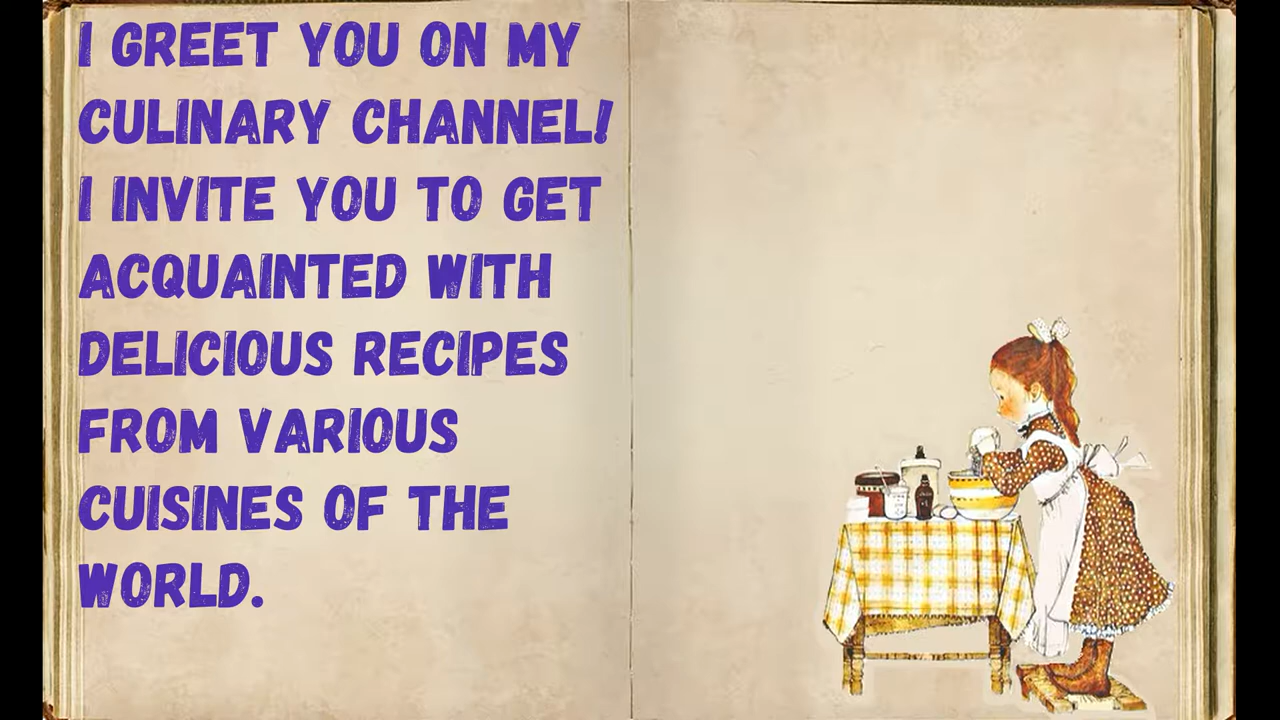 I GREET YOU ON MY
CULINARY CHANNEL!
I INVITE YOU TO GET
ACQUAINTED WITH
DELICIOUS RECIPES
FROM VARIOUS
CUISINES OF THE
WORLD.